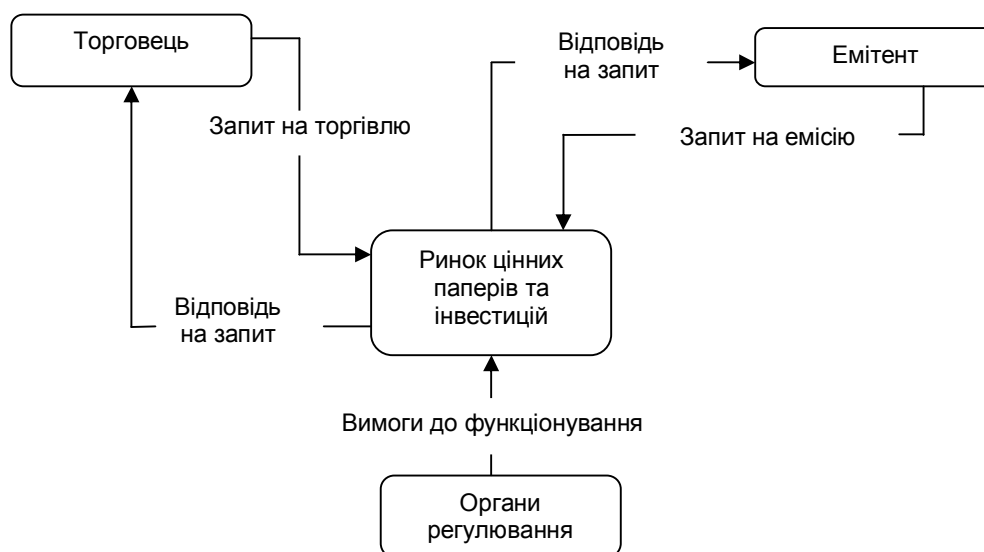 Торговець
Відповідь
на запит
Емітент
Запит на торгівлю
Запит на емісію
Ринок цінних
паперів та
інвестицій
Відповідь
на запит
Вимоги до функціонування
Органи
регулювання